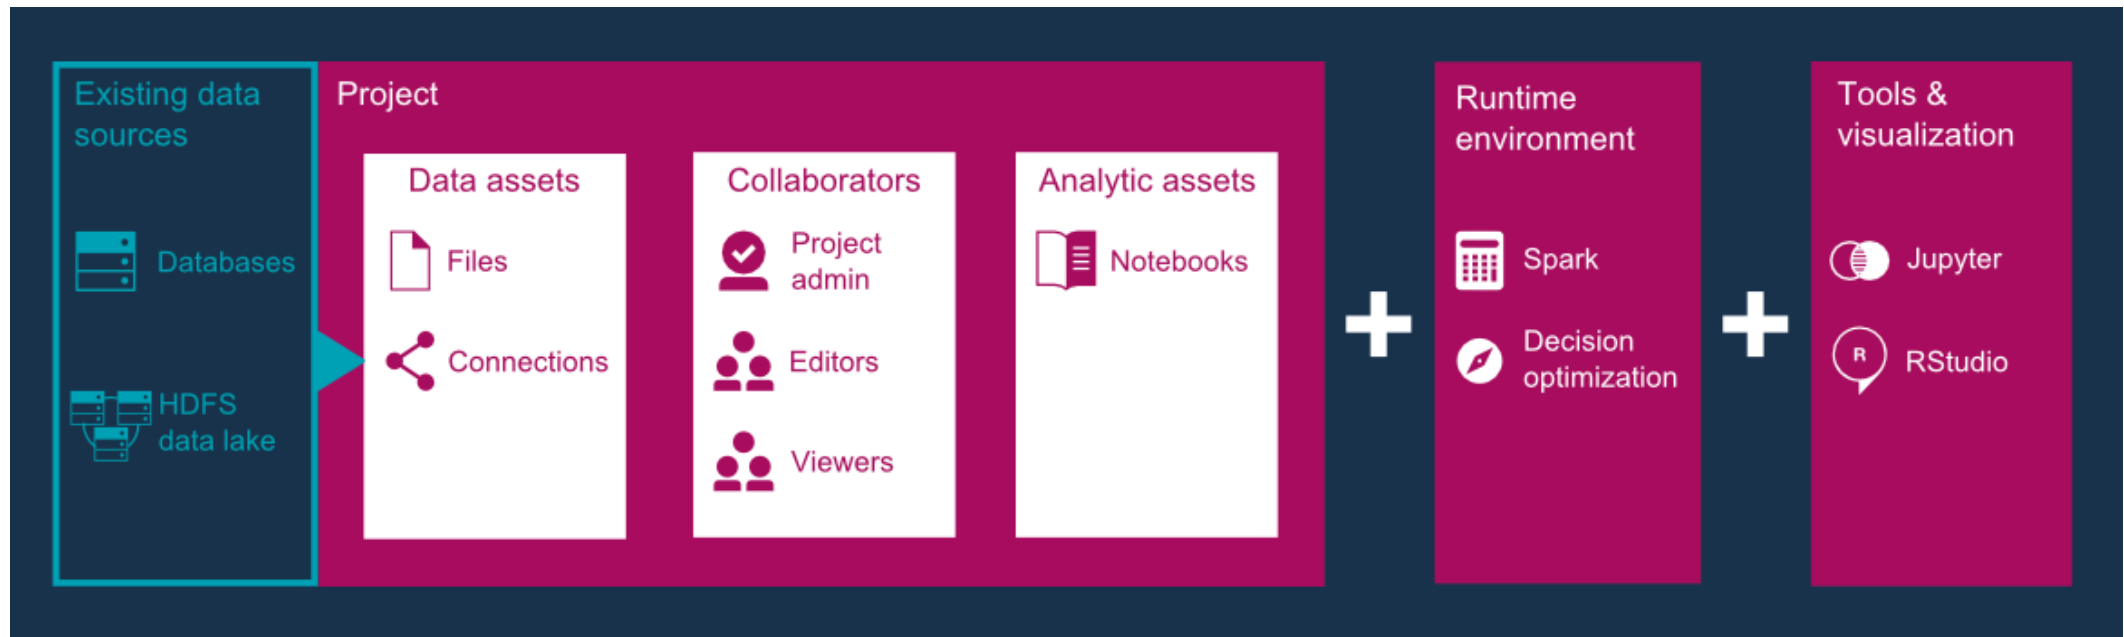 Existing data
sources
Databases
HDFS
data lake
Project
Data assets
Files
Connections
Collaborators
Project
admin
Editors
Viewers
Analytic assets
Notebooks
Runtime
environment
Spark
Decision
optimization
Tools &
visualization
Jupyter
R
RStudio